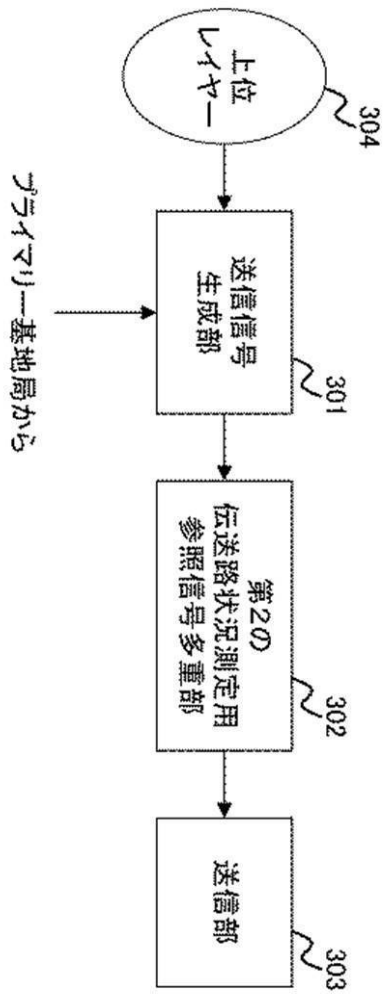 304
上位
レイヤー
301
送信信号
生成部
プライマリー基地局から
302
第2の
伝送路状況測定用
参照信号多重部
303
送信部